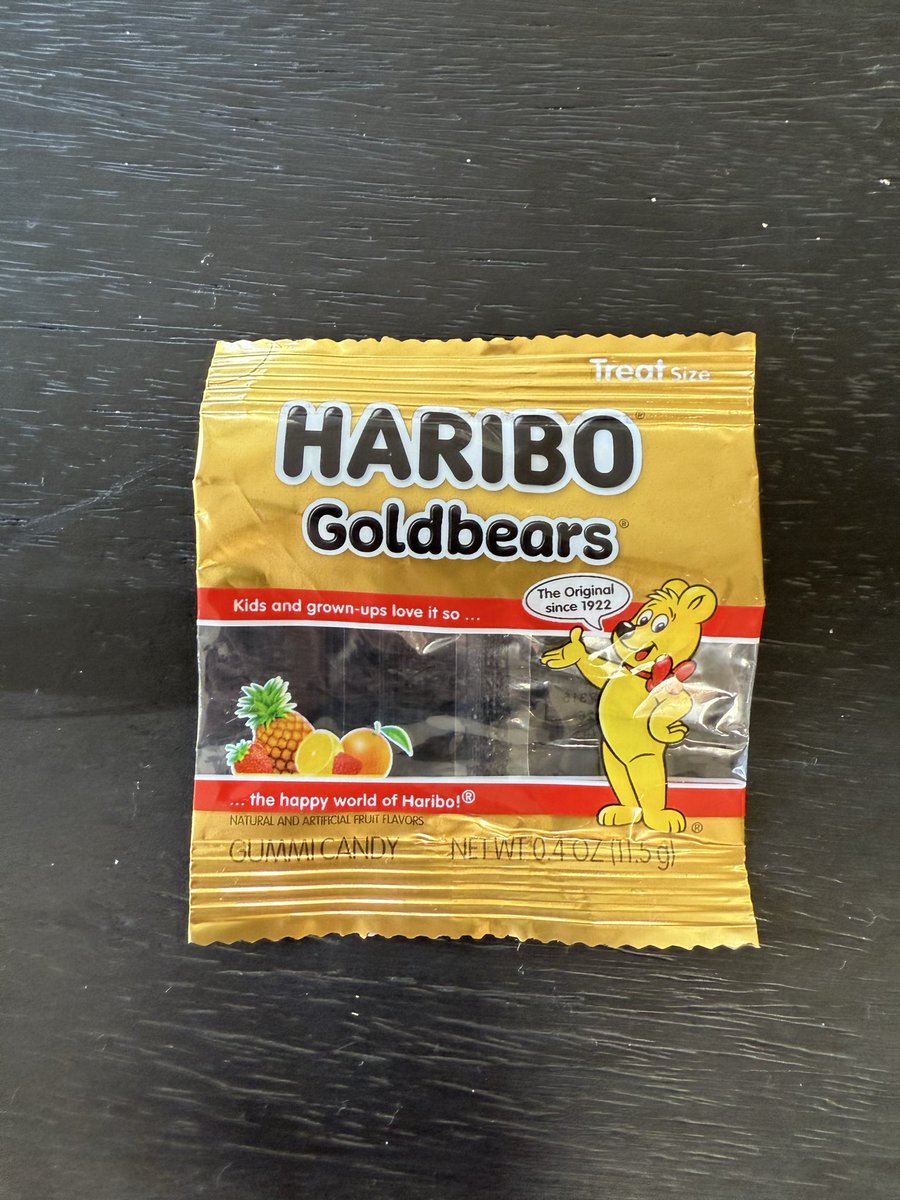 Treat Size
HARIBO®
Goldbears®
The Original
since 1922
Kids and grown-ups love it so ...
... the happy world of Haribo!®
®
NATURAL AND ARTIFICIAL FRUIT FLAVORS
GUMMI CANDY NET WT 0.4 OZ (11.5 g)